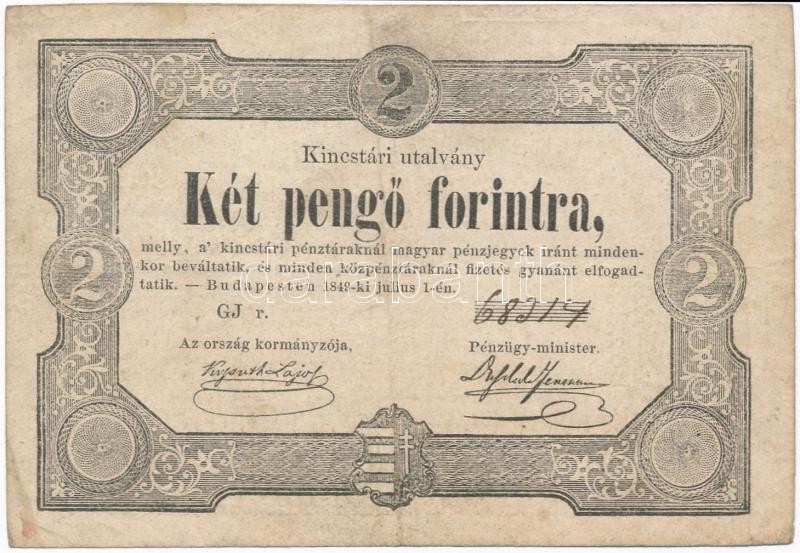 2
Kincstári utalvány
Két pengő forintra,
melly, a' kincstári pénztáraknál magyar pénzjegyek iránt minden-
kor beváltatik, és minden közpénztáraknál fizetés gyanánt elfogad-
tatik. — Budapesten 1849-ki julius 1-én.
2
2
GJ r.
68317
Az ország kormányzója,
Pénzügy-minister.
Kossuth Lajos
darabanth